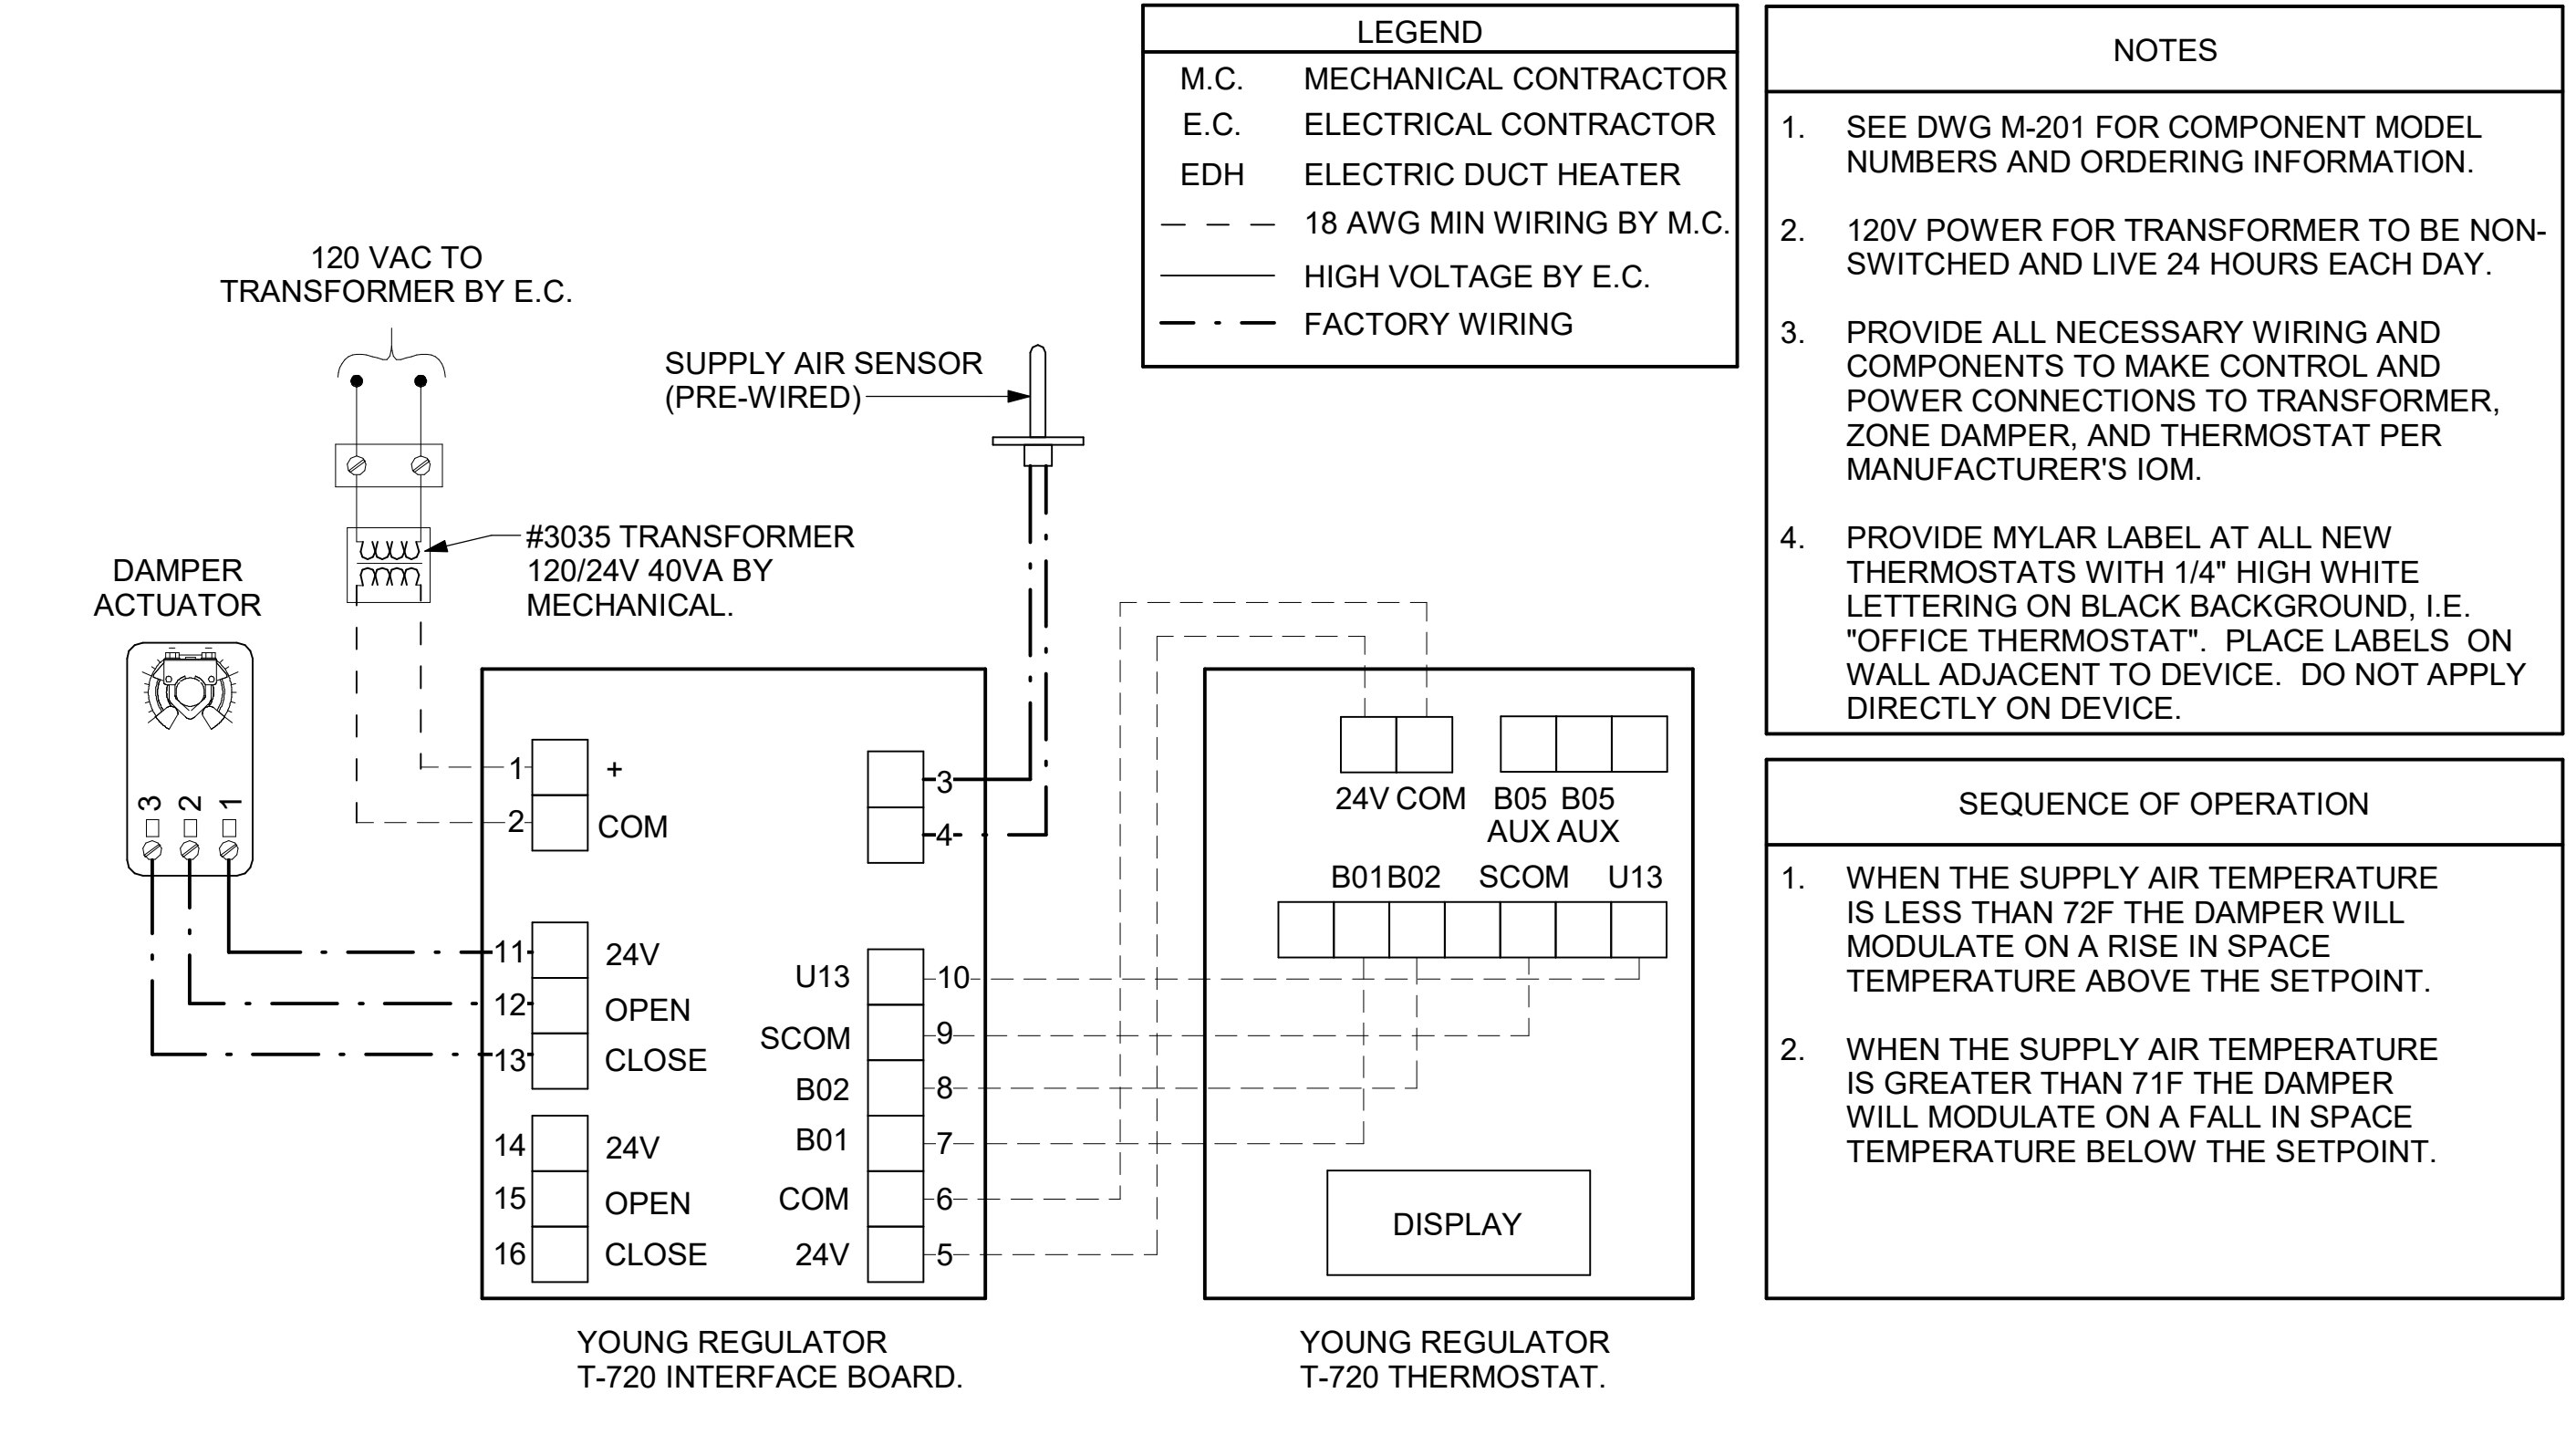 LEGEND
M.C. MECHANICAL CONTRACTOR
E.C. ELECTRICAL CONTRACTOR
EDH ELECTRIC DUCT HEATER
18 AWG MIN WIRING BY M.C.
HIGH VOLTAGE BY E.C.
FACTORY WIRING
NOTES
1. SEE DWG M-201 FOR COMPONENT MODEL
NUMBERS AND ORDERING INFORMATION.
2. 120V POWER FOR TRANSFORMER TO BE NON-
SWITCHED AND LIVE 24 HOURS EACH DAY.
3. PROVIDE ALL NECESSARY WIRING AND
COMPONENTS TO MAKE CONTROL AND
POWER CONNECTIONS TO TRANSFORMER,
ZONE DAMPER, AND THERMOSTAT PER
MANUFACTURER'S IOM.
4. PROVIDE MYLAR LABEL AT ALL NEW
THERMOSTATS WITH 1/4" HIGH WHITE
LETTERING ON BLACK BACKGROUND, I.E.
"OFFICE THERMOSTAT". PLACE LABELS ON
WALL ADJACENT TO DEVICE. DO NOT APPLY
DIRECTLY ON DEVICE.
SEQUENCE OF OPERATION
1. WHEN THE SUPPLY AIR TEMPERATURE
IS LESS THAN 72F THE DAMPER WILL
MODULATE ON A RISE IN SPACE
TEMPERATURE ABOVE THE SETPOINT.
2. WHEN THE SUPPLY AIR TEMPERATURE
IS GREATER THAN 71F THE DAMPER
WILL MODULATE ON A FALL IN SPACE
TEMPERATURE BELOW THE SETPOINT.
120 VAC TO
TRANSFORMER BY E.C.
SUPPLY AIR SENSOR
(PRE-WIRED)
#3035 TRANSFORMER
120/24V 40VA BY
MECHANICAL.
DAMPER
ACTUATOR
3 2 1
1 +
2 COM
3
4
11 24V
12 OPEN
13 CLOSE
14 24V
15 OPEN
16 CLOSE
U13 10
SCOM 9
B02 8
B01 7
COM 6
24V 5
YOUNG REGULATOR
T-720 INTERFACE BOARD.
24V COM B05 B05
AUX AUX
B01 B02 SCOM U13
DISPLAY
YOUNG REGULATOR
T-720 THERMOSTAT.